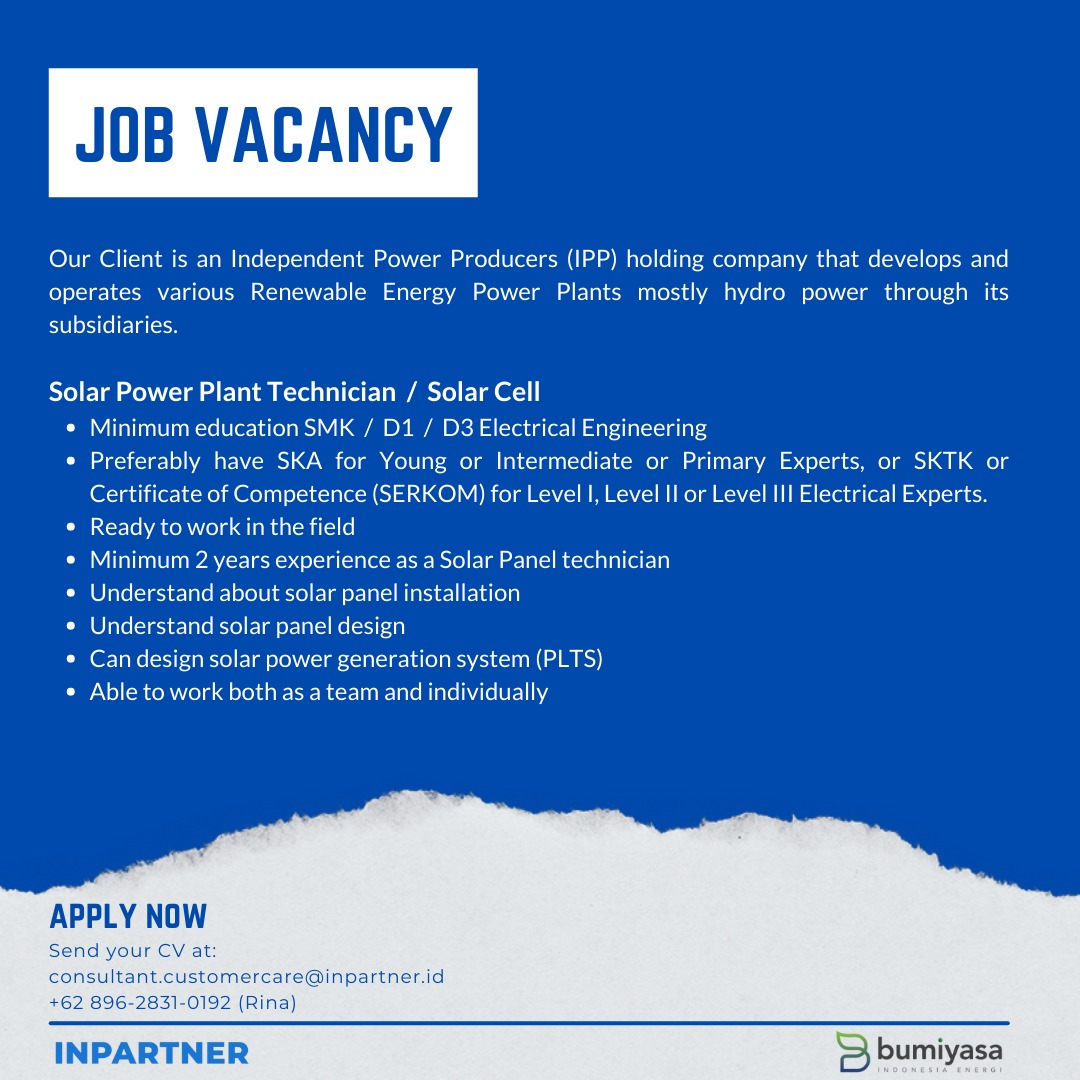 JOB VACANCY
Our Client is an Independent Power Producers (IPP) holding company that develops and
operates various Renewable Energy Power Plants mostly hydro power through its
subsidiaries.
Solar Power Plant Technician / Solar Cell
• Minimum education SMK / D1 / D3 Electrical Engineering
• Preferably have SKA for Young or Intermediate or Primary Experts, or SKTK or
Certificate of Competence (SERKOM) for Level I, Level II or Level III Electrical Experts.
• Ready to work in the field
• Minimum 2 years experience as a Solar Panel technician
• Understand about solar panel installation
• Understand solar panel design
• Can design solar power generation system (PLTS)
• Able to work both as a team and individually
APPLY NOW
Send your CV at:
consultant.customercare@inpartner.id
+62 896-2831-0192 (Rina)
INPARTNER
bumiyasa
INDONESIA ENERGI